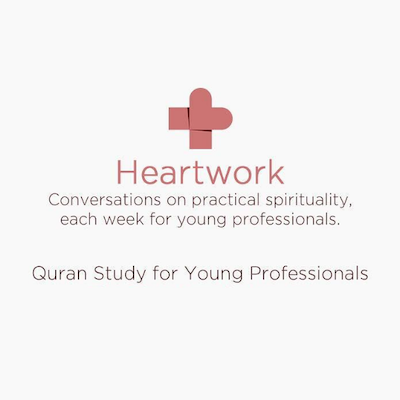 Heartwork
Conversations on practical spirituality,
each week for young professionals.
Quran Study for Young Professionals